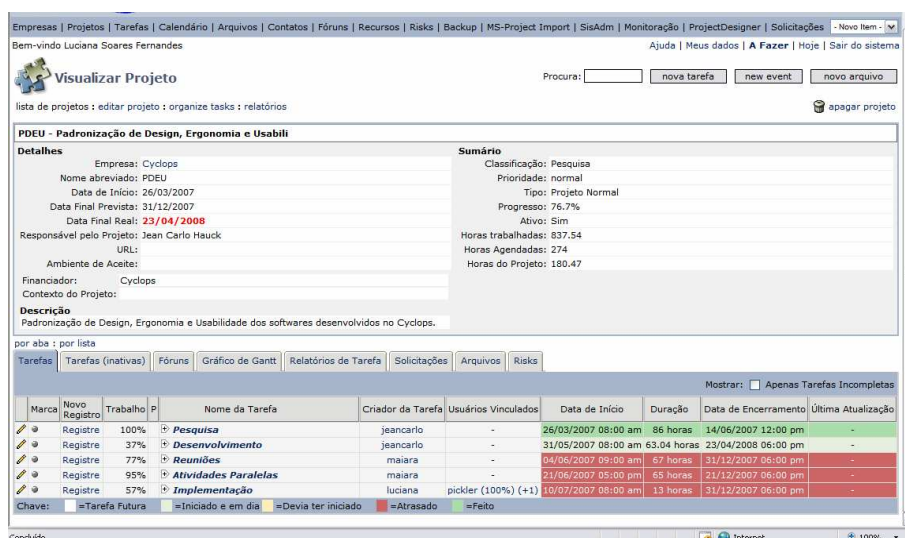 Empresas | Projetos | Tarefas | Calendário | Arquivos | Contatos | Fóruns | Recursos | Risks | Backup | MS-Project Import | SisAdm | Monitoração | ProjectDesigner | Solicitações - Novo Item -
Bem-vindo Luciana Soares Fernandes Ajuda | Meus dados | A Fazer | Hoje | Sair do sistema
Visualizar Projeto Procura: nova tarefa new event novo arquivo
lista de projetos : editar projeto : organize tasks : relatórios apagar projeto
PDEU - Padronização de Design, Ergonomia e Usabili
Detalhes Sumário
Empresa: Cyclops Classificação: Pesquisa
Nome abreviado: PDEU Prioridade: normal
Data de Início: 26/03/2007 Tipo: Projeto Normal
Data Final Prevista: 31/12/2007 Progresso: 76.7%
Data Final Real: 23/04/2008 Ativo: Sim
Responsável pelo Projeto: Jean Carlo Hauck Horas trabalhadas: 837.54
URL: Horas Agendadas: 274
Ambiente de Aceite: Horas do Projeto: 180.47
Financiador: Cyclops
Contexto do Projeto:
Descrição
Padronização de Design, Ergonomia e Usabilidade dos softwares desenvolvidos no Cyclops.
por aba : por lista
Tarefas Tarefas (inativas) Fóruns Gráfico de Gantt Relatórios de Tarefa Solicitações Arquivos Risks
Mostrar: Apenas Tarefas Incompletas
Marca Novo Registro Trabalho P Nome da Tarefa Criador da Tarefa Usuários Vinculados Data de Início Duração Data de Encerramento Última Atualização
Registre 100% Pesquisa jeancarlo - 26/03/2007 08:00 am 86 horas 14/06/2007 12:00 pm -
Registre 37% Desenvolvimento jeancarlo - 31/05/2007 08:00 am 63.04 horas 23/04/2008 06:00 pm -
Registre 77% Reuniões maiara - 04/06/2007 09:00 am 67 horas 31/12/2007 06:00 pm -
Registre 95% Atividades Paralelas maiara - 21/06/2007 05:00 pm 65 horas 21/12/2007 06:00 pm -
Registre 57% Implementação luciana pickler (100%) (+1) 10/07/2007 08:00 am 13 horas 31/12/2007 06:00 pm -
Chave: =Tarefa Futura =Iniciado e em dia =Devia ter iniciado =Atrasado =Feito
Concluído Internet 100%